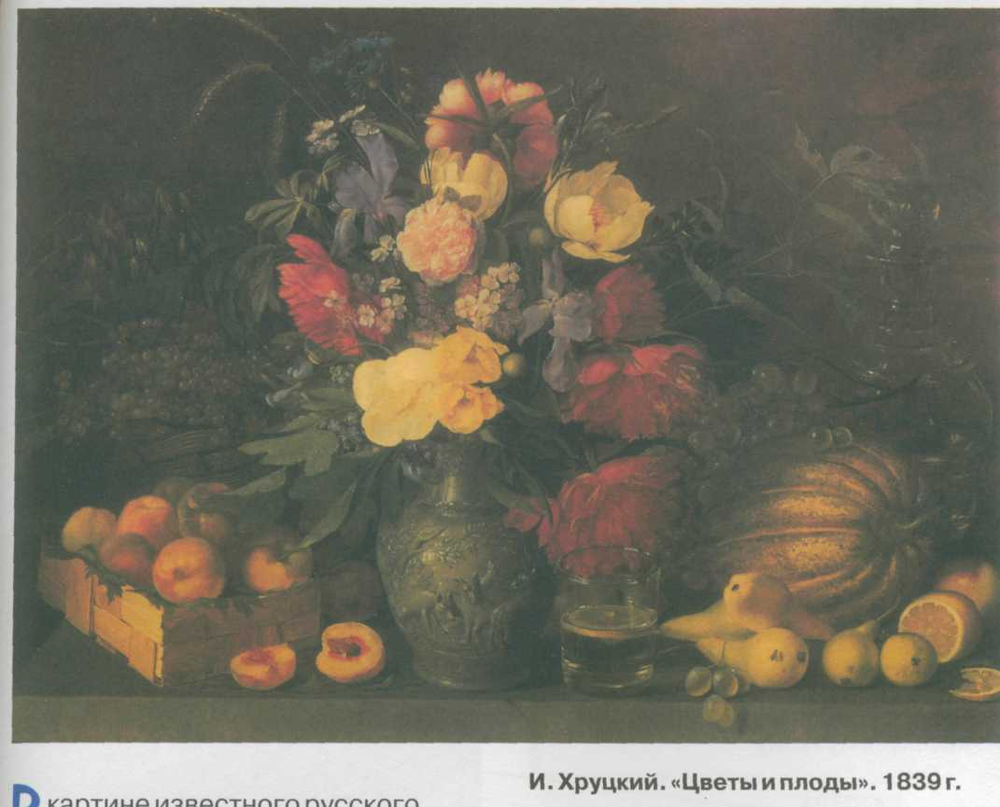 И. Хруцкий. «Цветы и плоды». 1839 г.
В картине известного русского